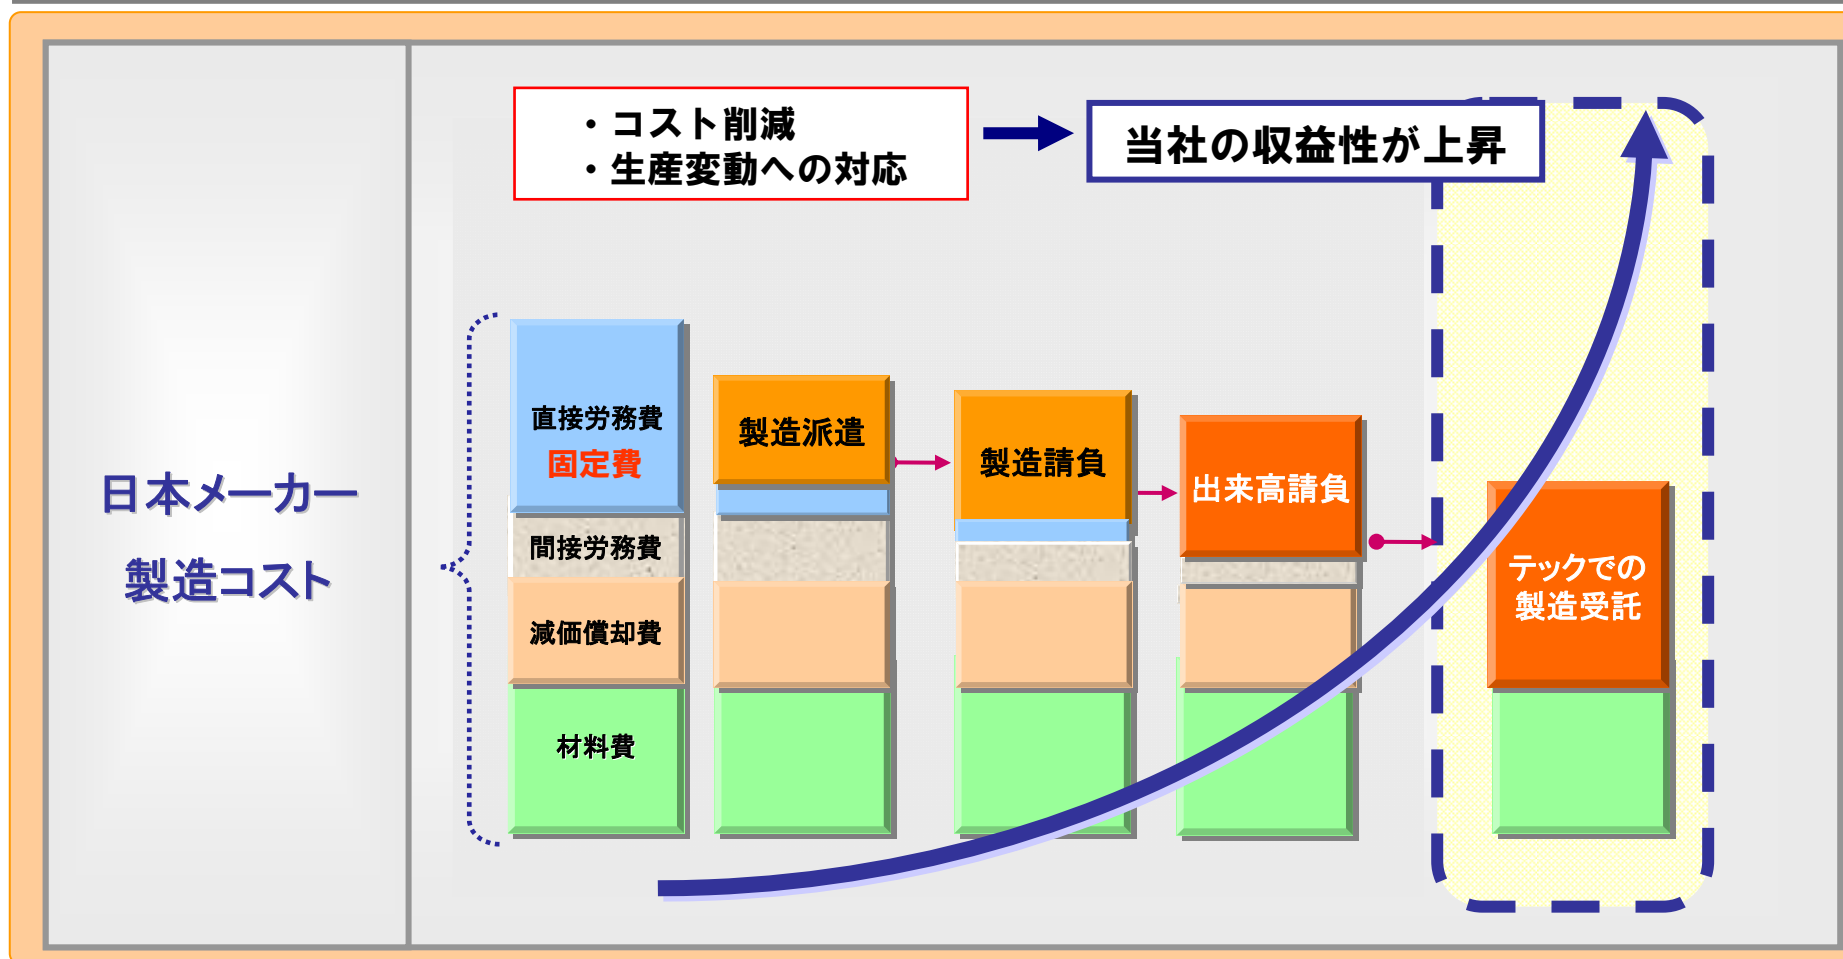 ・コスト削減
・生産変動への対応
当社の収益性が上昇
日本メーカー
製造コスト
直接労務費
固定費
間接労務費
減価償却費
材料費
製造派遣
製造請負
出来高請負
テックでの
製造受託